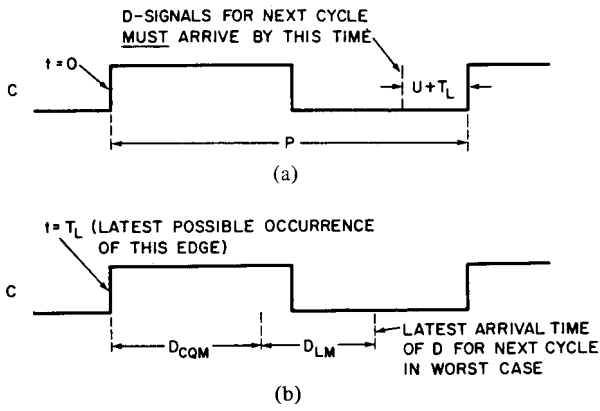 D-SIGNALS FOR NEXT CYCLE
MUST ARRIVE BY THIS TIME
t=0
C
U+T_L
P
(a)
t=T_L (LATEST POSSIBLE OCCURRENCE
OF THIS EDGE)
C
D_CQM
D_LM
LATEST ARRIVAL TIME
OF D FOR NEXT CYCLE
IN WORST CASE
(b)